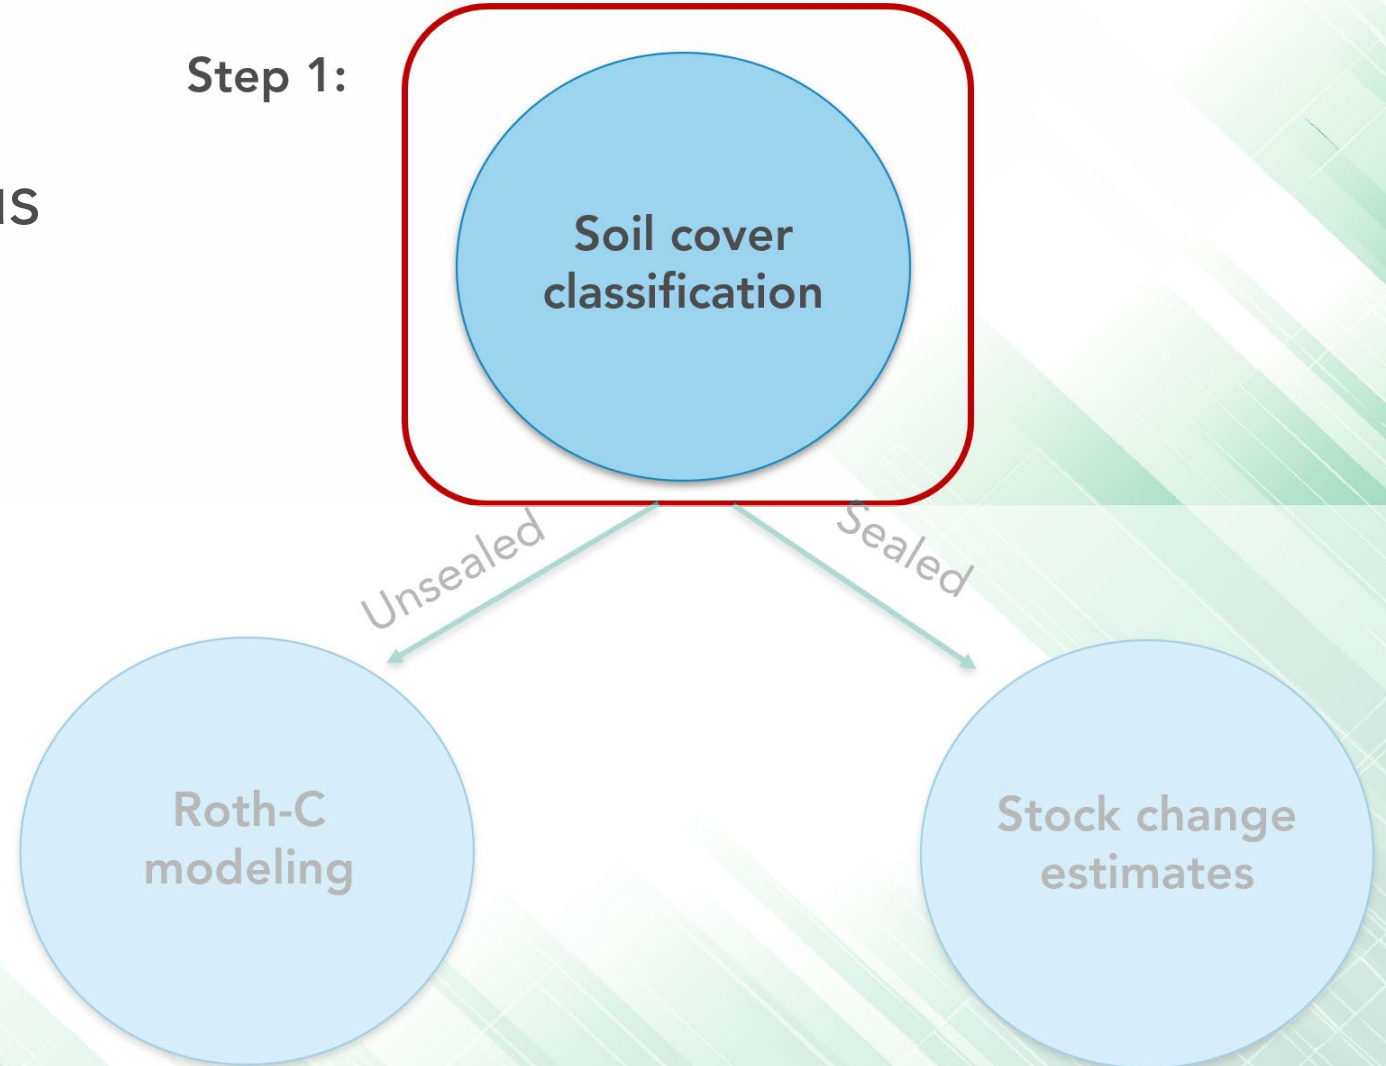 Step 1:
Soil cover
classification
Unsealed
Sealed
Roth-C
modeling
Stock change
estimates